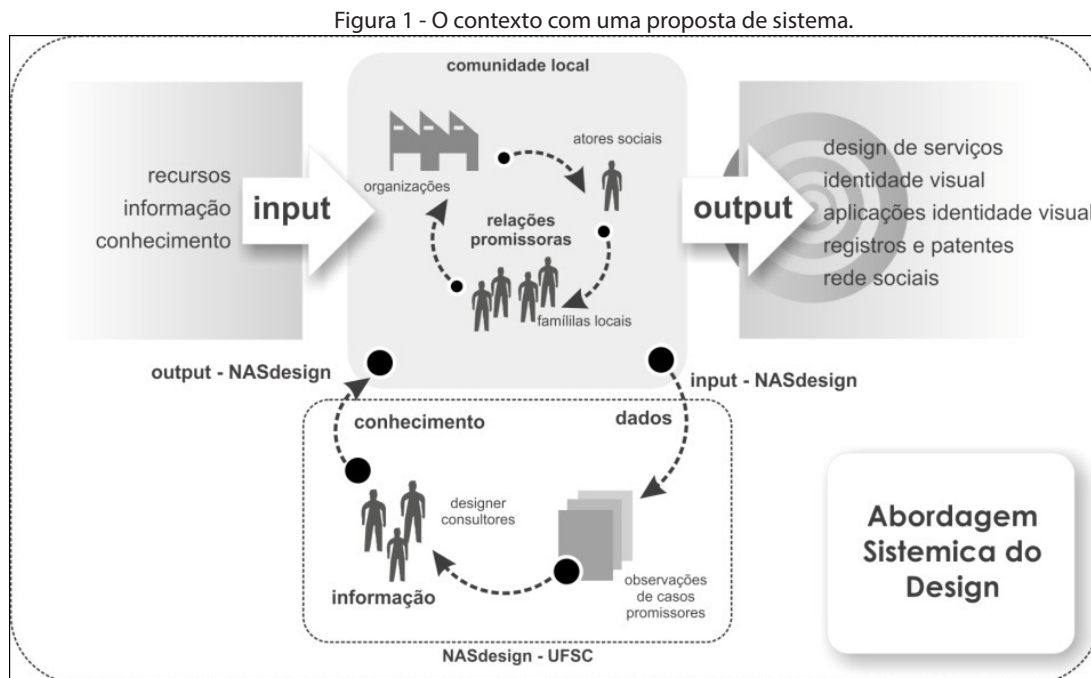 Figura 1 - O contexto com uma proposta de sistema.
comunidade local
atores sociais
organizações
relações
promissoras
famílilas locais
recursos
informação
conhecimento
input
output
design de serviços
identidade visual
aplicações identidade visual
registros e patentes
rede sociais
output - NASdesign
input - NASdesign
conhecimento
dados
designer
consultores
informação
observações
de casos
promissores
NASdesign - UFSC
Abordagem
Sistemica do
Design